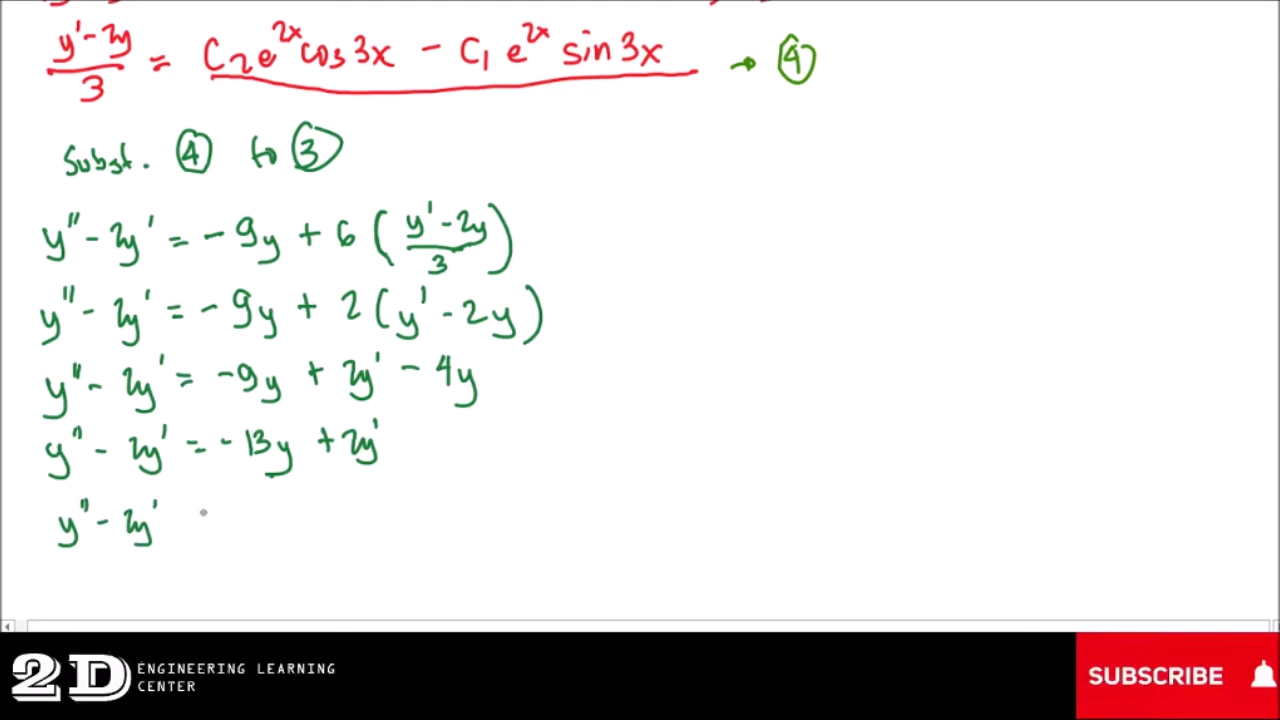 y' - 2y / 3 = C2e^2x cos 3x - C1 e^2x sin 3x → ④
Subst. ④ to ③
y'' - 2y' = - 9y + 6 ( y' - 2y / 3 )
y'' - 2y' = - 9y + 2 ( y' - 2y )
y'' - 2y' = - 9y + 2y' - 4y
y'' - 2y' = - 13y + 2y'
y'' - 2y'
2D ENGINEERING LEARNING
CENTER
SUBSCRIBE